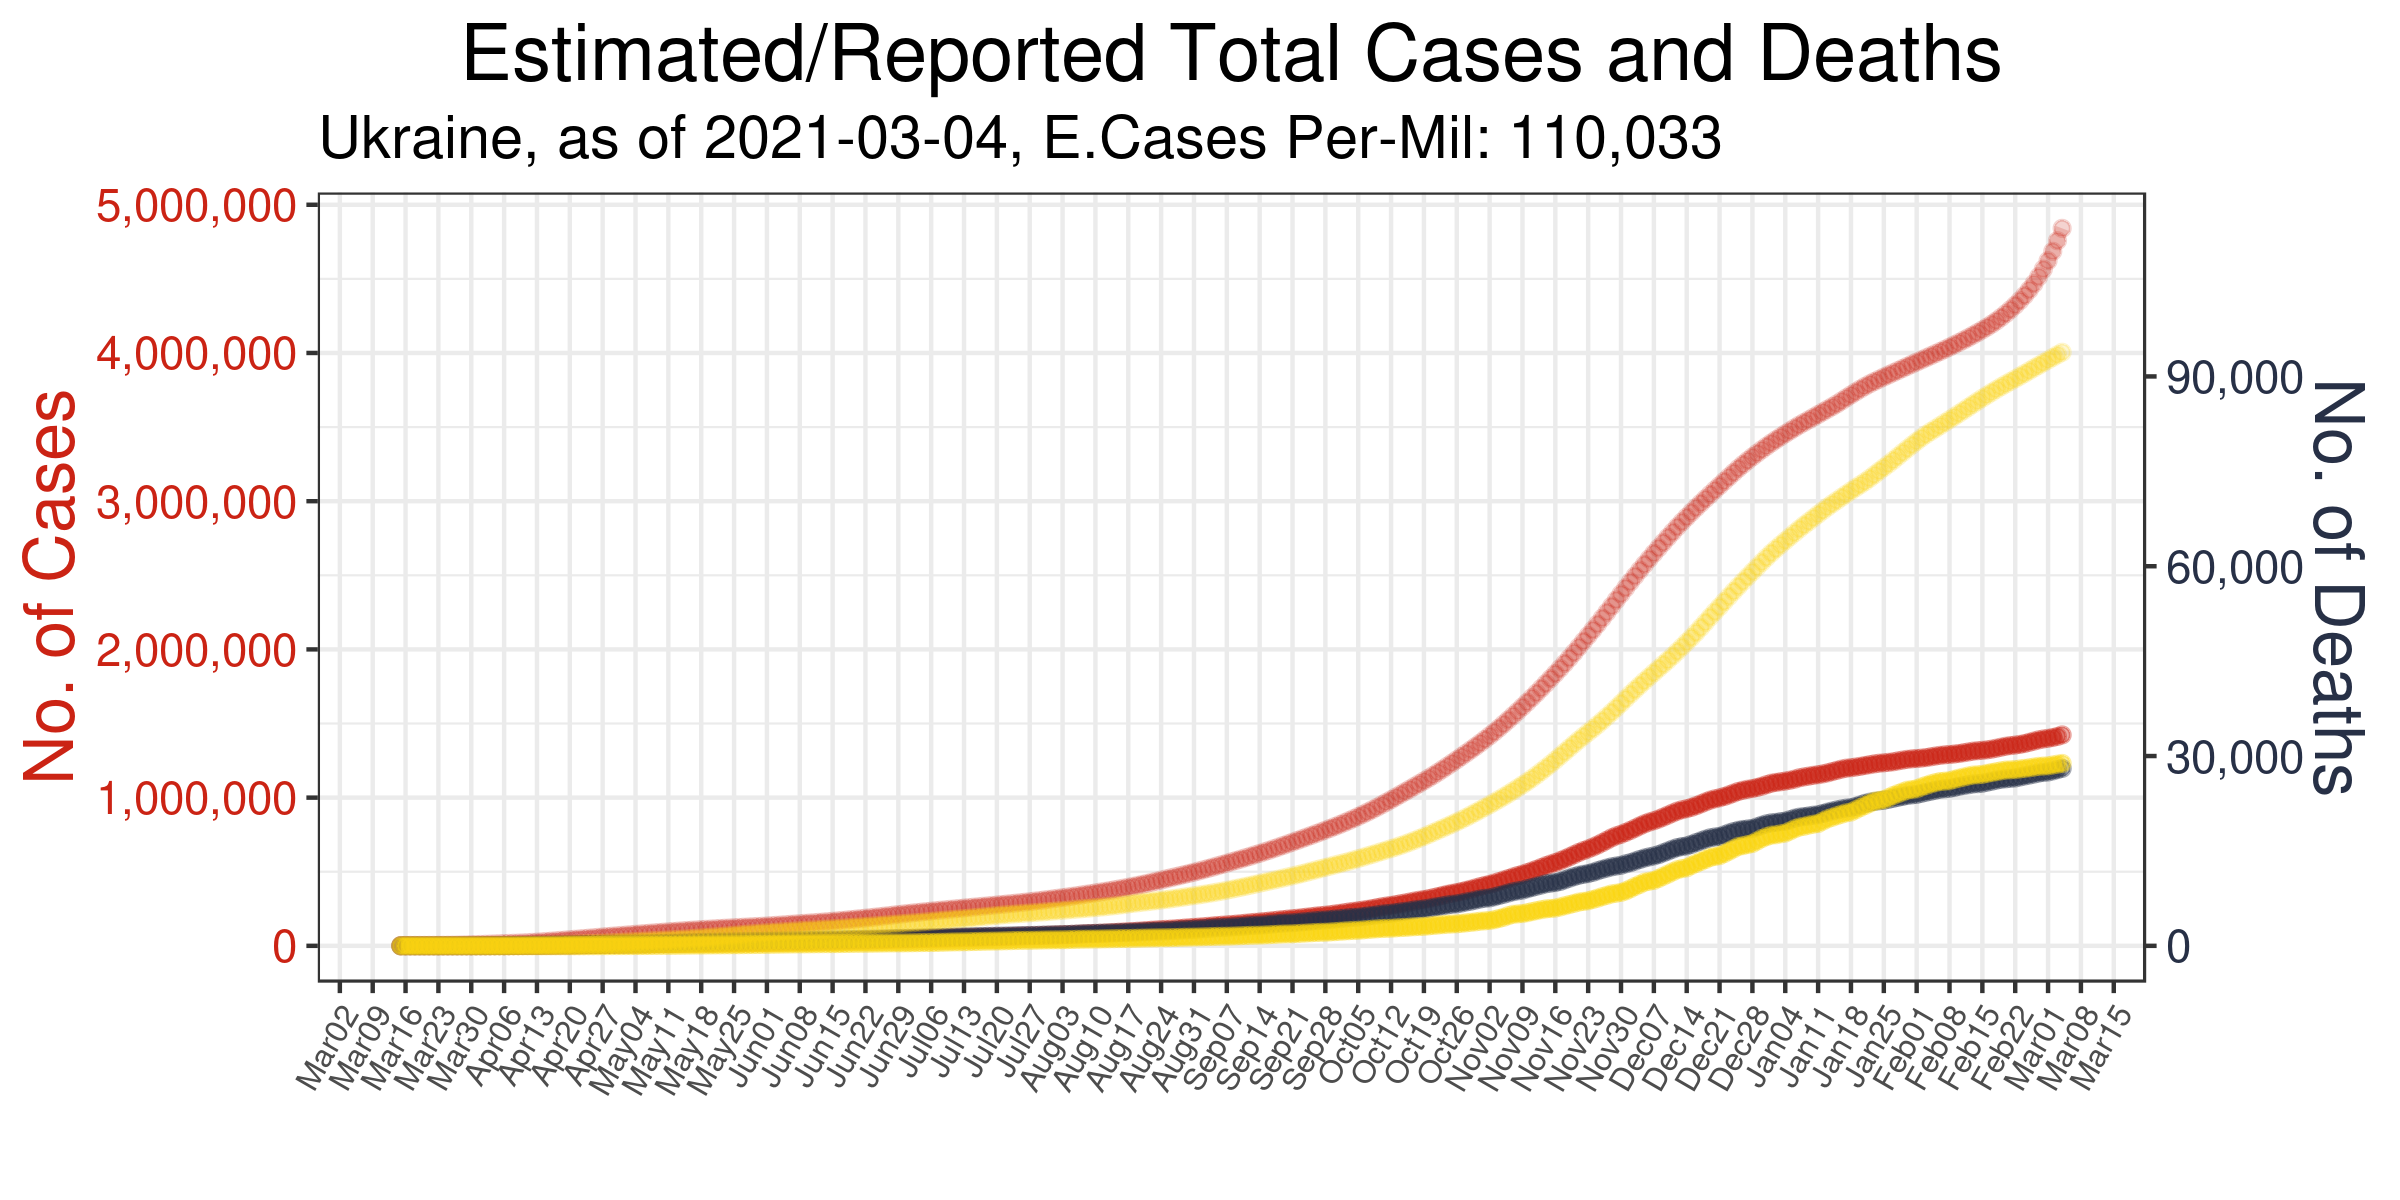 Estimated/Reported Total Cases and Deaths
Ukraine, as of 2021-03-04, E.Cases Per-Mil: 110,033
No. of Cases
5,000,000
4,000,000
3,000,000
2,000,000
1,000,000
0
90,000
60,000
30,000
0
No. of Deaths
Mar02
Mar09
Mar16
Mar23
Mar30
Apr06
Apr13
Apr20
Apr27
May04
May11
May18
May25
Jun01
Jun08
Jun15
Jun22
Jun29
Jul06
Jul13
Jul20
Jul27
Aug03
Aug10
Aug17
Aug24
Aug31
Sep07
Sep14
Sep21
Sep28
Oct05
Oct12
Oct19
Oct26
Nov02
Nov09
Nov16
Nov23
Nov30
Dec07
Dec14
Dec21
Dec28
Jan04
Jan11
Jan18
Jan25
Feb01
Feb08
Feb15
Feb22
Mar01
Mar08
Mar15